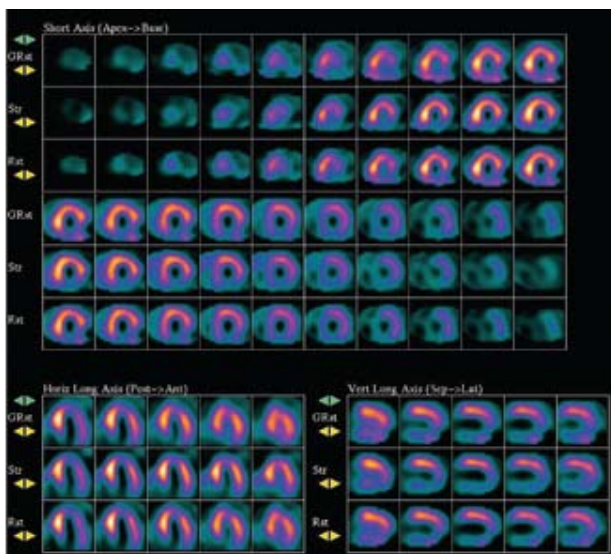 Short Axis (Apex->Base)
GRst
Str
Rst
GRst
Str
Rst
Horiz Long Axis (Post->Ant)
GRst
Str
Rst
Vert Long Axis (Sep->Lat)
GRst
Str
Rst